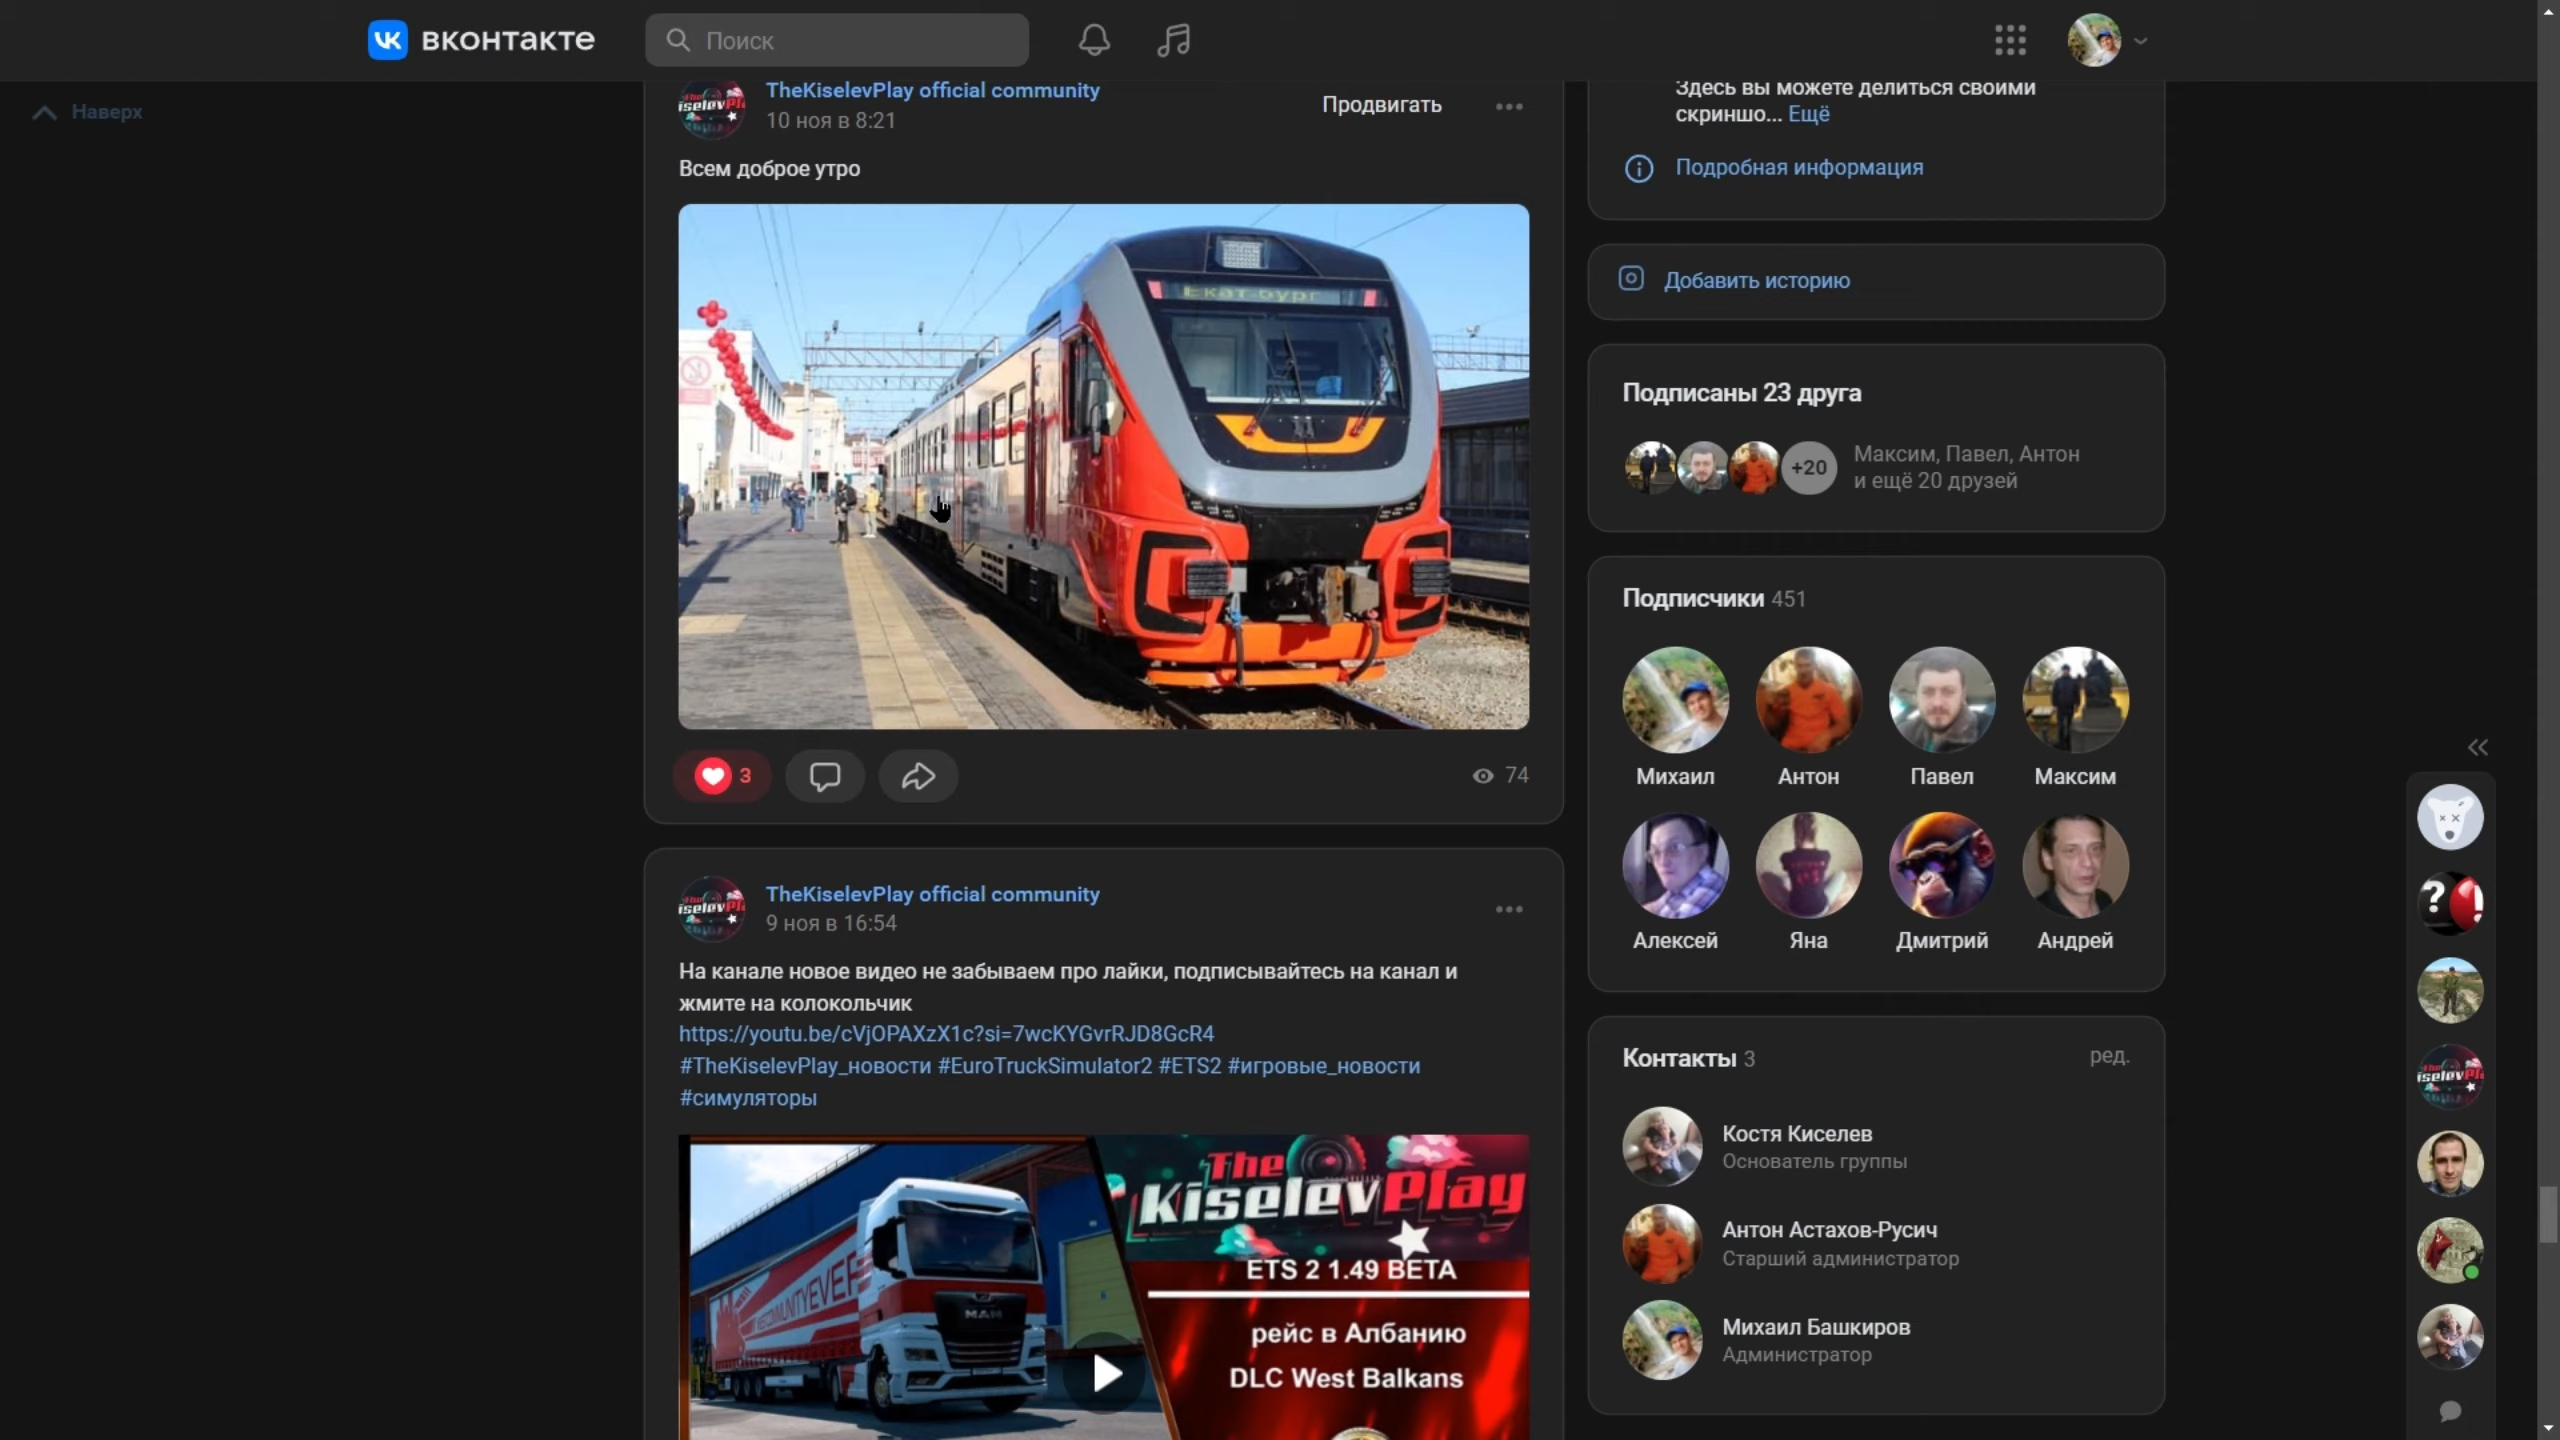 вконтакте
Поиск
Наверх
TheKiselevPlay official community
10 ноя в 8:21
Продвигать
Всем доброе утро
Екат-бург
3
74
TheKiselevPlay official community
9 ноя в 16:54
На канале новое видео не забываем про лайки, подписывайтесь на канал и
жмите на колокольчик
https://youtu.be/cVjOPAXzX1c?si=7wcKYGvrRJD8GcR4
#TheKiselevPlay_новости #EuroTruckSimulator2 #ETS2 #игровые_новости
#симуляторы
The
KiselevPlay
ETS 2 1.49 BETA
рейс в Албанию
DLC West Balkans
MAN
Здесь вы можете делиться своими
скриншо... Ещё
Подробная информация
Добавить историю
Подписаны 23 друга
+20
Максим, Павел, Антон
и ещё 20 друзей
Подписчики 451
Михаил
Антон
Павел
Максим
Алексей
Яна
Дмитрий
Андрей
Контакты 3
ред.
Костя Киселев
Основатель группы
Антон Астахов-Русич
Старший администратор
Михаил Башкиров
Администратор